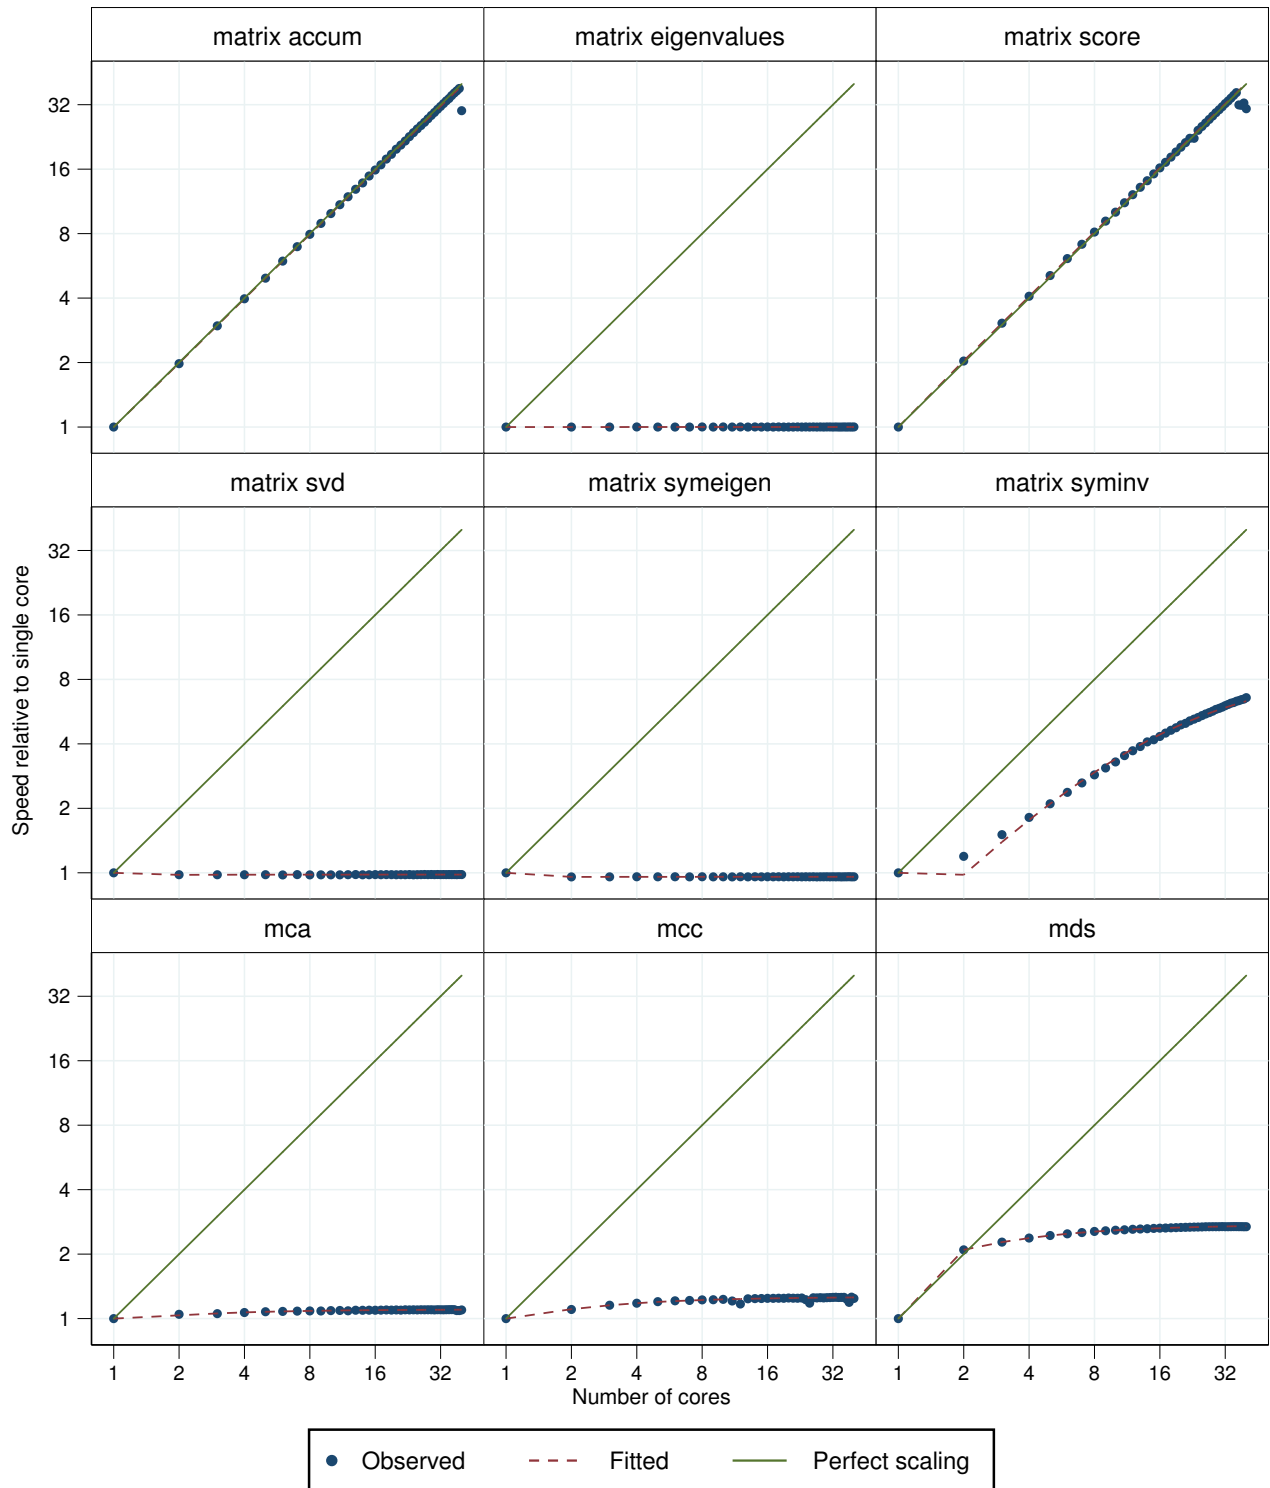 matrix accum
matrix eigenvalues
matrix score
32
16
8
4
2
1
matrix svd
matrix symeigen
matrix syminv
32
16
8
4
2
1
mca
mcc
mds
32
16
8
4
2
1
Speed relative to single core
1 2 4 8 16 32
1 2 4 8 16 32
1 2 4 8 16 32
Number of cores
Observed
Fitted
Perfect scaling